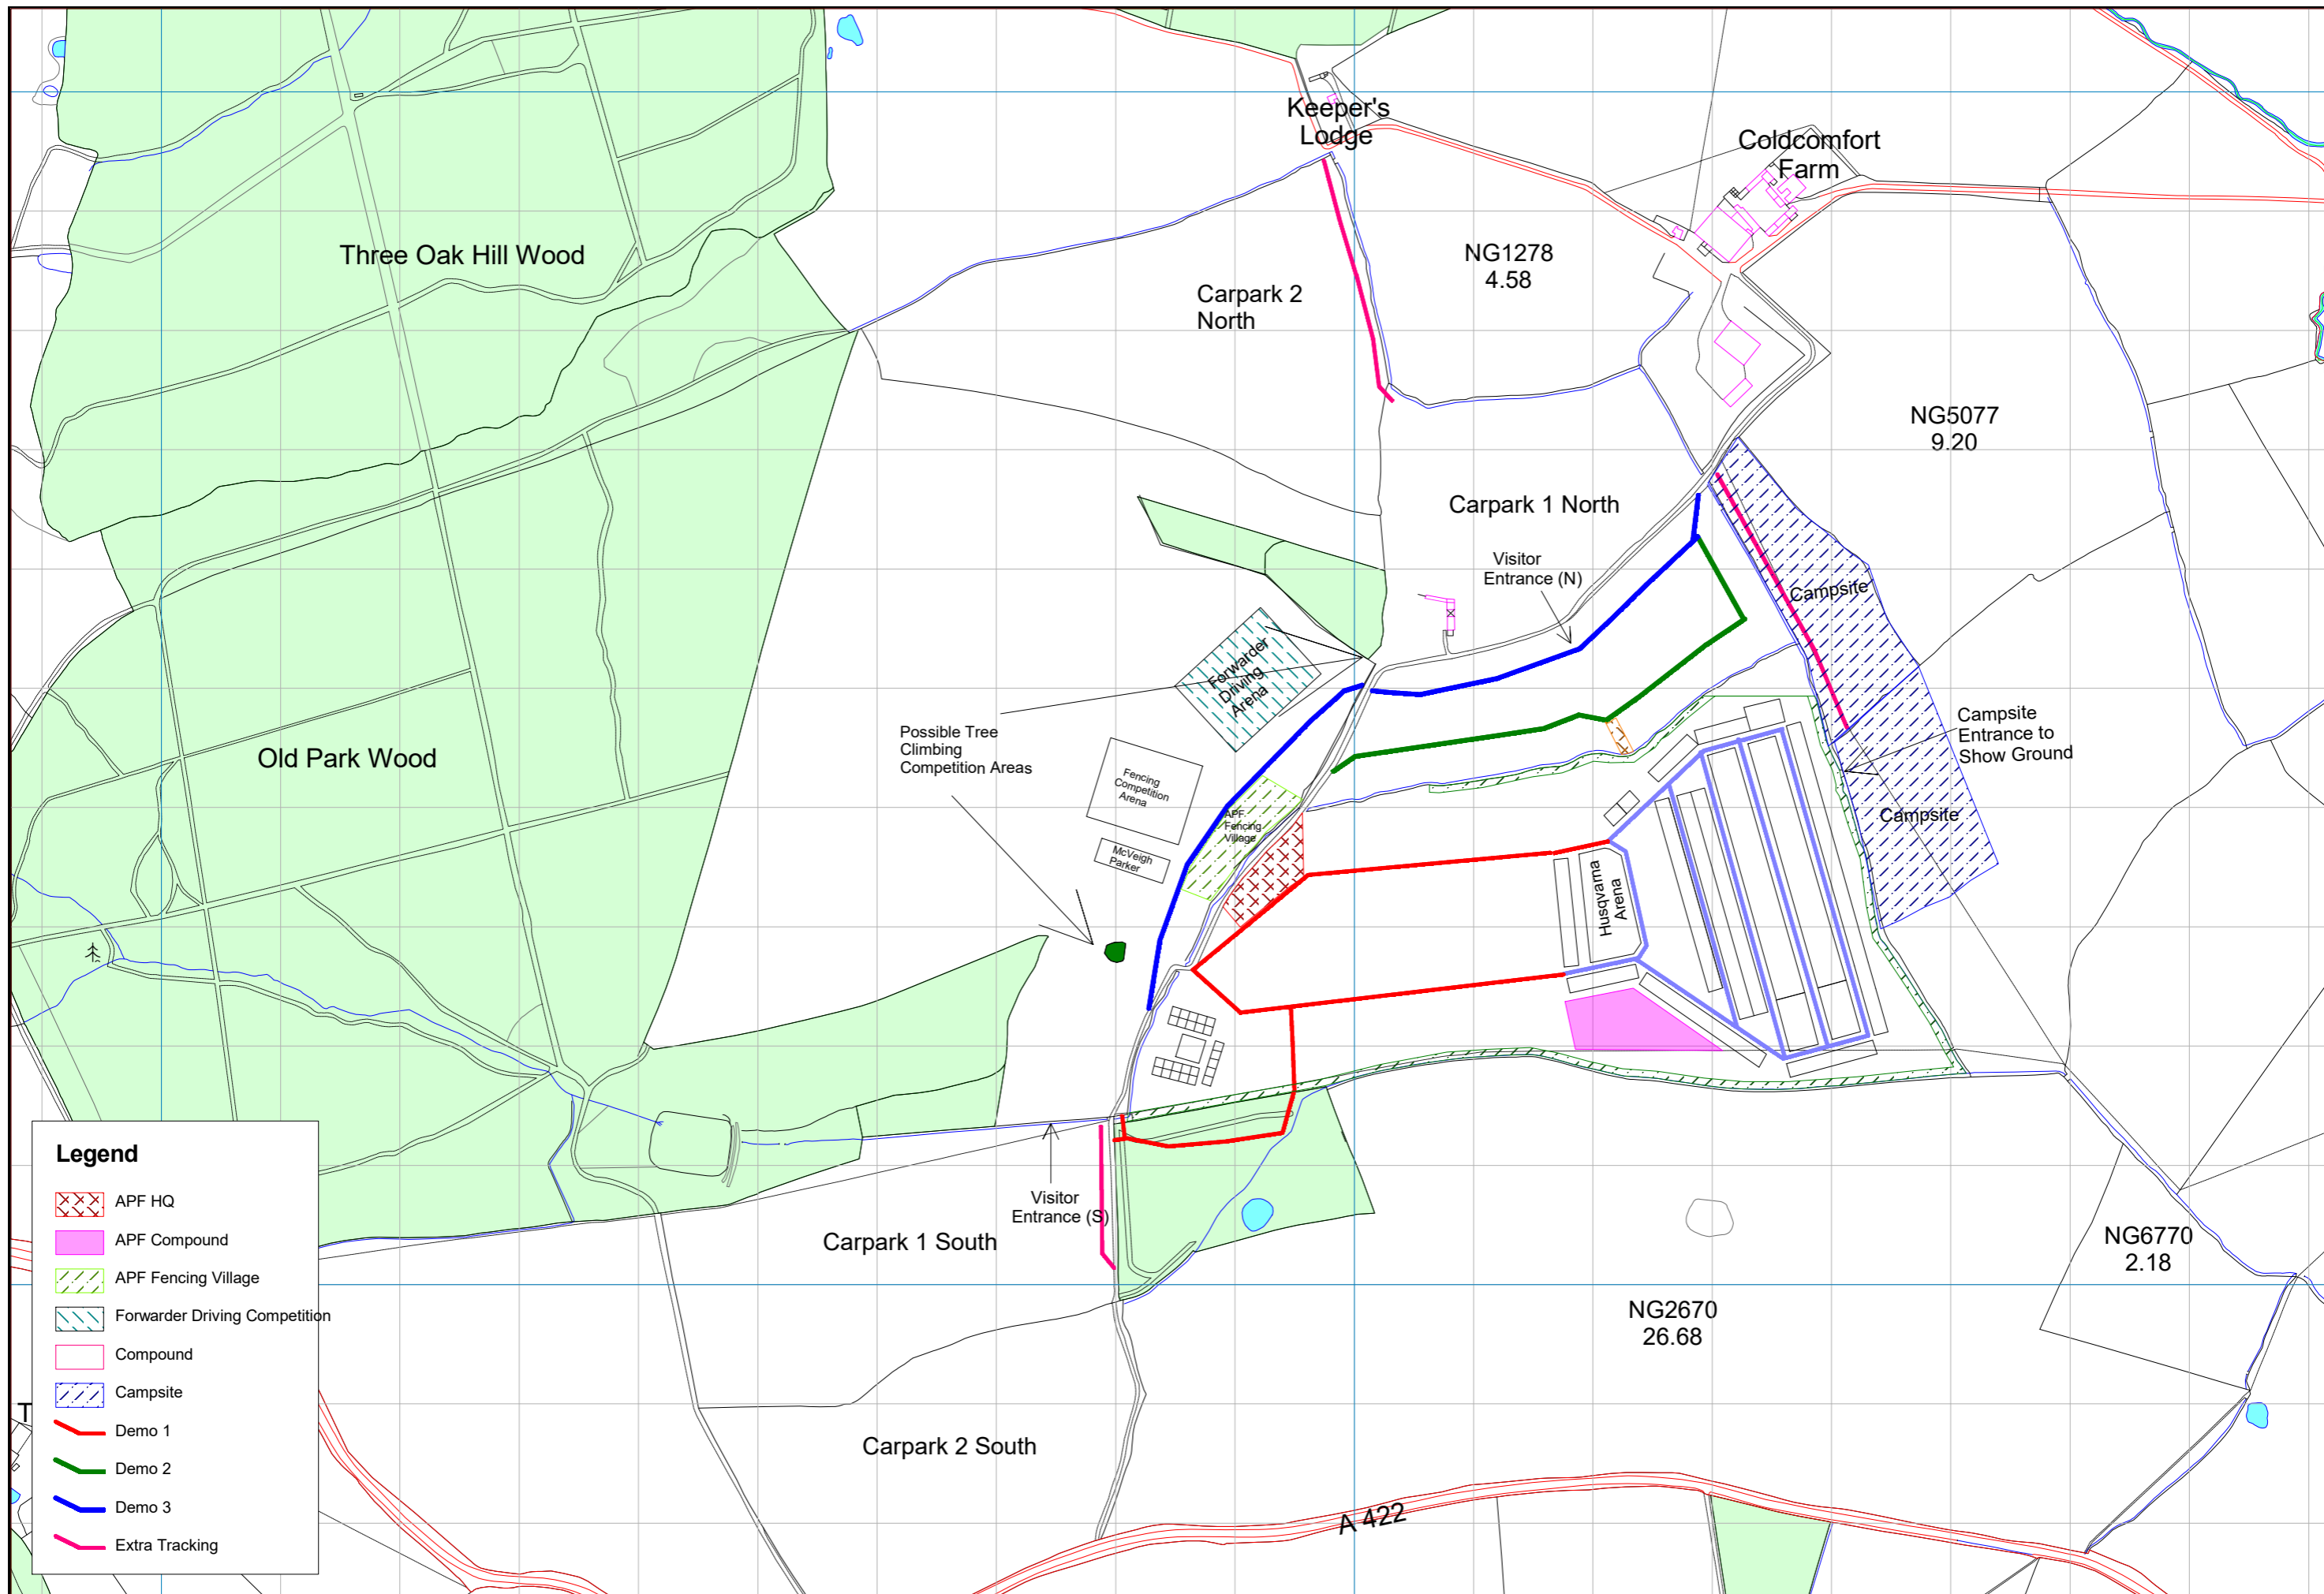 Keeper's
Lodge
Coldcomfort
Farm
Three Oak Hill Wood
NG1278
4.58
Carpark 2
North
NG5077
9.20
Carpark 1 North
Visitor
Entrance (N)
Campsite
Forwarder
Driving
Arena
Possible Tree
Climbing
Competition Areas
Campsite
Entrance to
Show Ground
Old Park Wood
Fencing
Competition
Arena
APF
Fencing
Village
Campsite
McVeigh
Parker
Husqvarna
Arena
Visitor
Entrance (S)
Carpark 1 South
NG6770
2.18
NG2670
26.68
Carpark 2 South
A 422
T
Legend
APF HQ
APF Compound
APF Fencing Village
Forwarder Driving Competition
Compound
Campsite
Demo 1
Demo 2
Demo 3
Extra Tracking